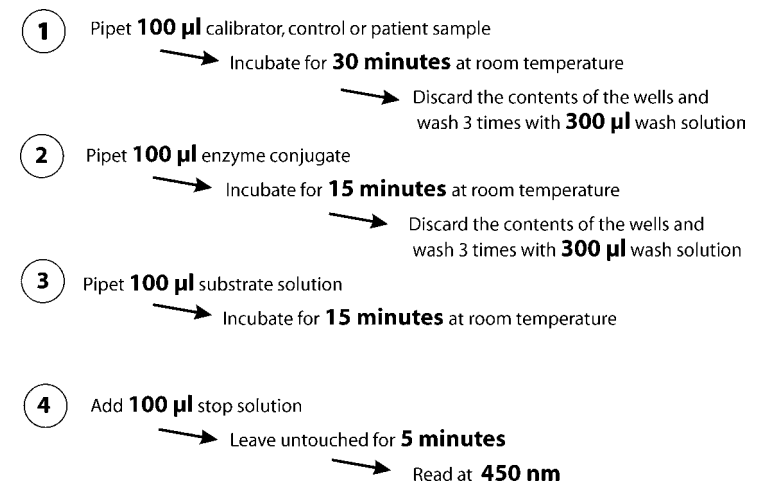 1 Pipet 100 µl calibrator, control or patient sample
Incubate for 30 minutes at room temperature
Discard the contents of the wells and
wash 3 times with 300 µl wash solution
2 Pipet 100 µl enzyme conjugate
Incubate for 15 minutes at room temperature
Discard the contents of the wells and
wash 3 times with 300 µl wash solution
3 Pipet 100 µl substrate solution
Incubate for 15 minutes at room temperature
4 Add 100 µl stop solution
Leave untouched for 5 minutes
Read at 450 nm